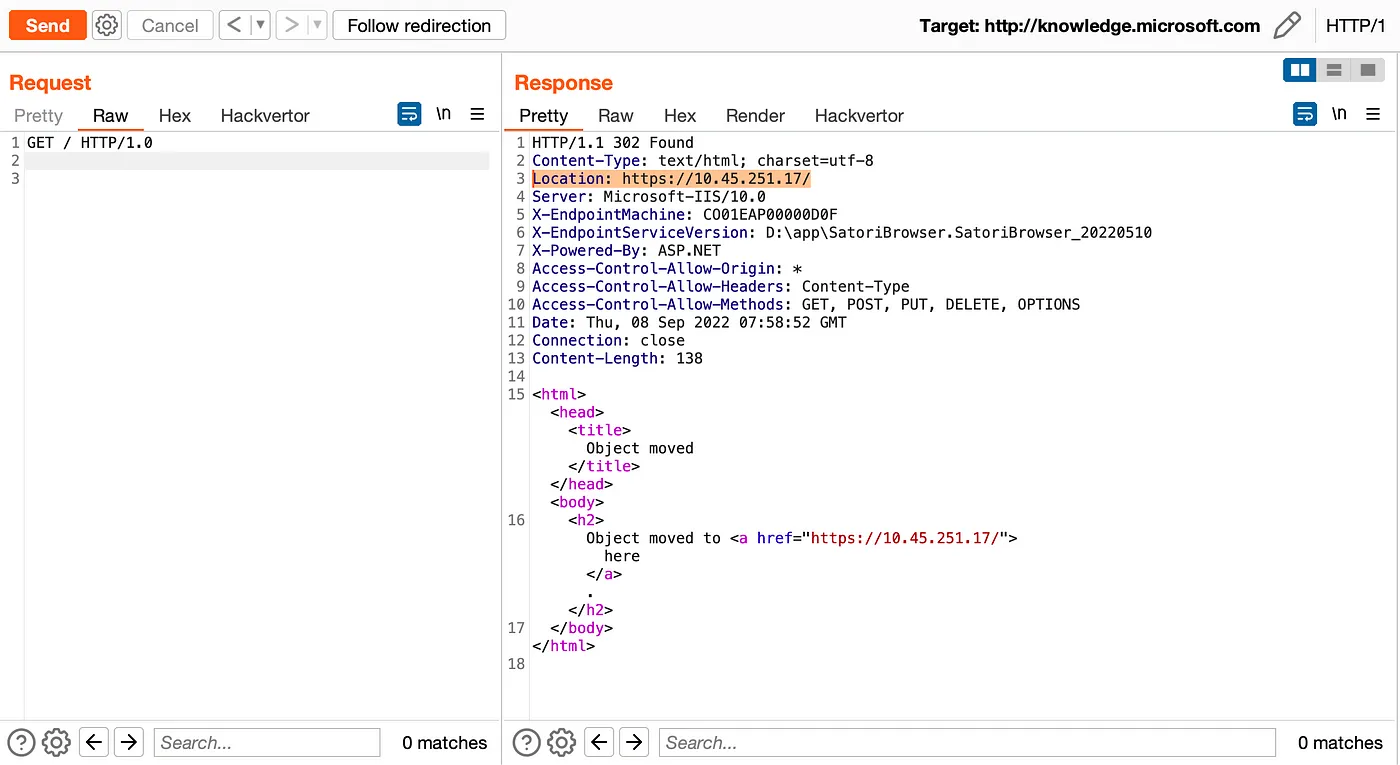 Send Cancel < > Follow redirection Target: http://knowledge.microsoft.com HTTP/1
Request
Pretty Raw Hex Hackvertor \n
1 GET / HTTP/1.0
2
3
? Search... 0 matches
Response
Pretty Raw Hex Render Hackvertor \n
1 HTTP/1.1 302 Found
2 Content-Type: text/html; charset=utf-8
3 Location: https://10.45.251.17/
4 Server: Microsoft-IIS/10.0
5 X-EndpointMachine: CO01EAP00000D0F
6 X-EndpointServiceVersion: D:\app\SatoriBrowser.SatoriBrowser_20220510
7 X-Powered-By: ASP.NET
8 Access-Control-Allow-Origin: *
9 Access-Control-Allow-Headers: Content-Type
10 Access-Control-Allow-Methods: GET, POST, PUT, DELETE, OPTIONS
11 Date: Thu, 08 Sep 2022 07:58:52 GMT
12 Connection: close
13 Content-Length: 138
14
15 <html>
<head>
<title>
Object moved
</title>
</head>
<body>
16 <h2>
Object moved to <a href="https://10.45.251.17/">
here
</a>
.
</h2>
17 </body>
</html>
18
? Search... 0 matches